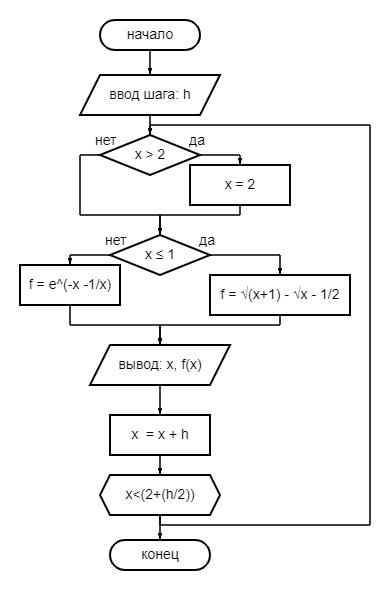 начало
ввод шага: h
нет
да
x > 2
x = 2
нет
да
x ≤ 1
f = e^(-x -1/x)
f = √(x+1) - √x - 1/2
вывод: x, f(x)
x = x + h
x<(2+(h/2))
конец